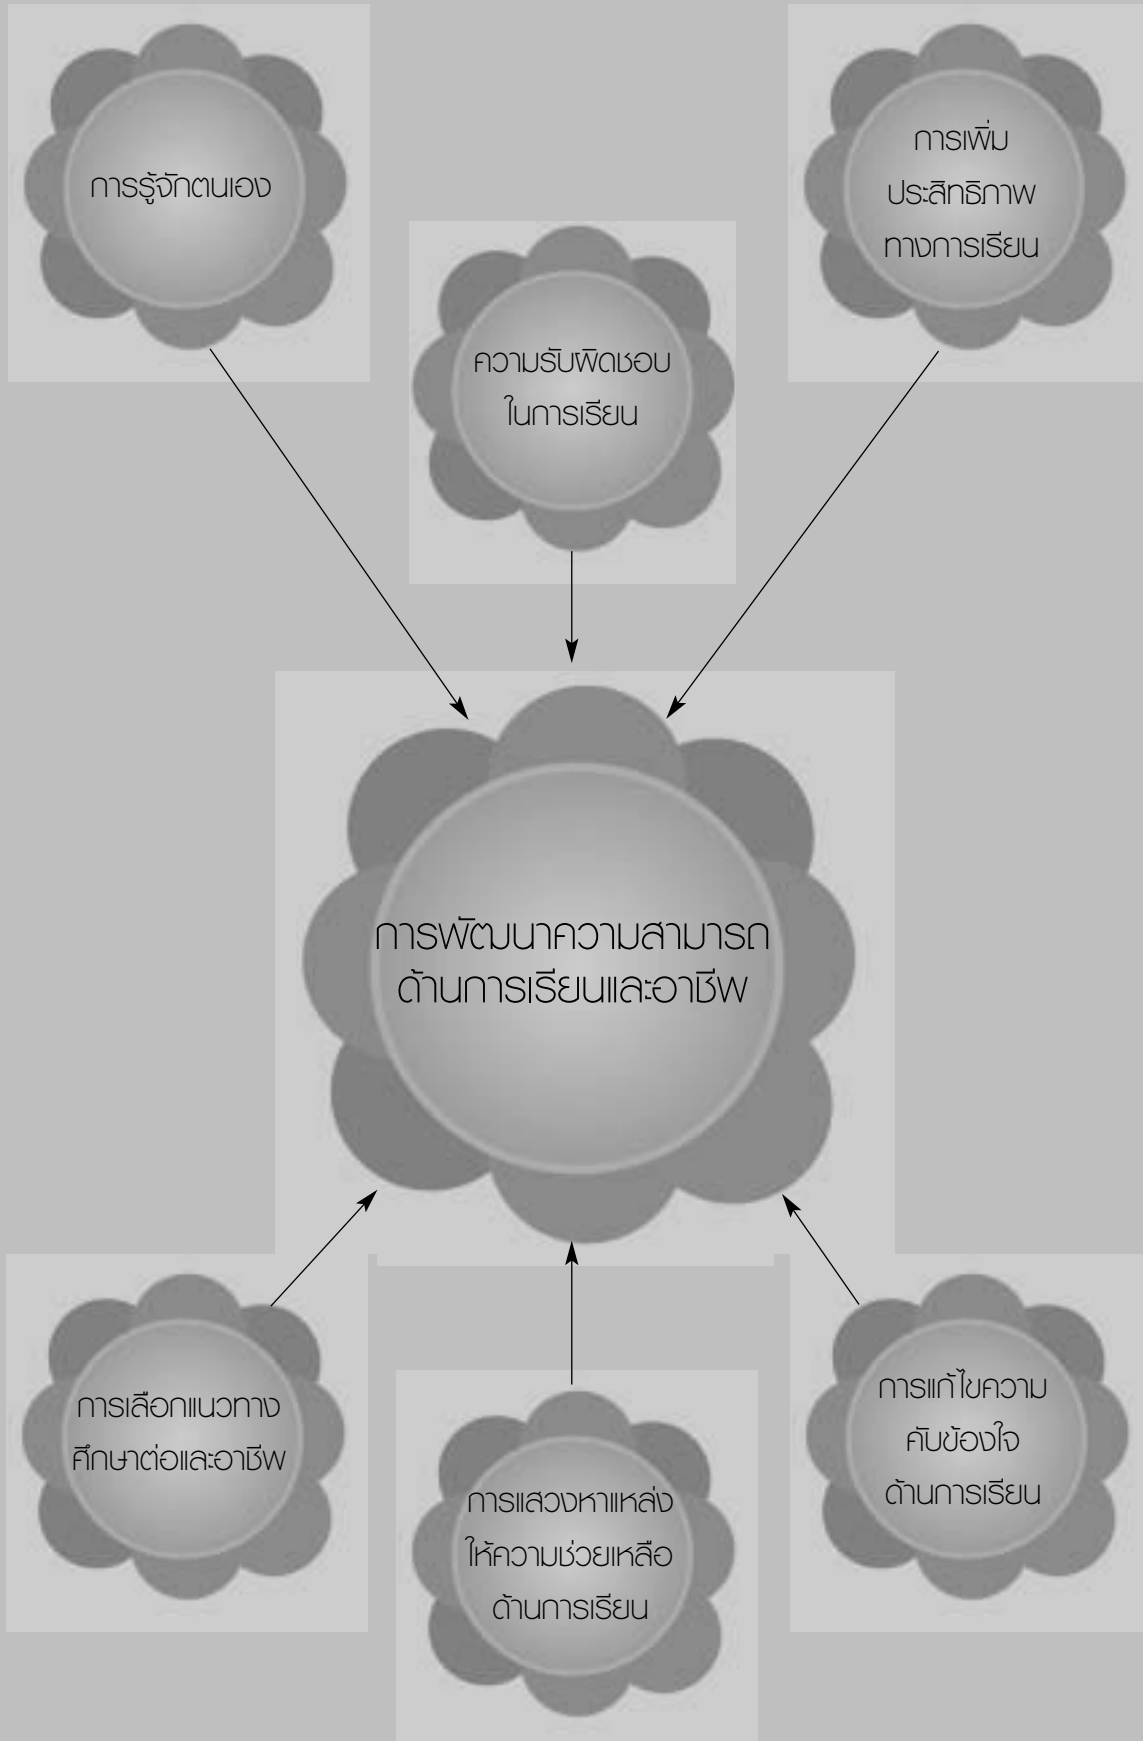 การรู้จักตนเอง
การเพิ่ม
ประสิทธิภาพ
ทางการเรียน
ความรับผิดชอบ
ในการเรียน
การพัฒนาความสามารถ
ด้านการเรียนและอาชีพ
การเลือกแนวทาง
ศึกษาต่อและอาชีพ
การแสวงหาแหล่ง
ให้ความช่วยเหลือ
ด้านการเรียน
การแก้ไขความ
คับข้องใจ
ด้านการเรียน